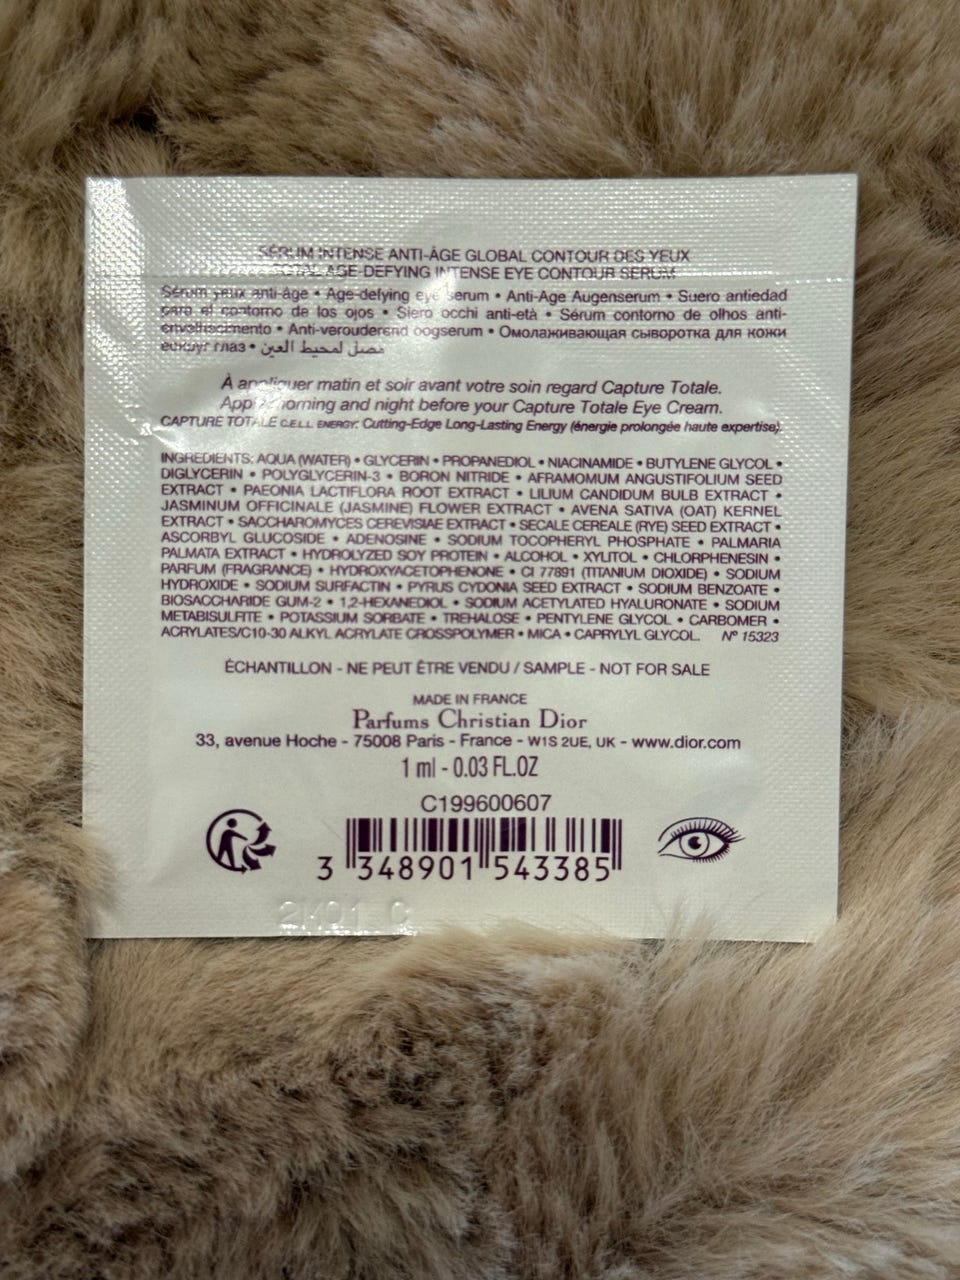 SÉRUM INTENSE ANTI-ÂGE GLOBAL CONTOUR DES YEUX
TOTAL AGE-DEFYING INTENSE EYE CONTOUR SERUM
Sérum yeux anti-âge • Age-defying eye serum • Anti-Age Augenserum • Suero antiedad
para el contorno de los ojos • Siero occhi anti-età • Sérum contorno de olhos anti-
envelhecimento • Anti-verouderend oogserum • Омолаживающая сыворотка для кожи
вокруг глаз • مصل لمحيط العين
À appliquer matin et soir avant votre soin regard Capture Totale.
morning and night before your Capture Totale Eye Cream.
CAPTURE TOTALE C.E.L.L. ENERGY: Cutting-Edge Long-Lasting Energy (énergie prolongée haute expertise).
INGREDIENTS: AQUA (WATER) • GLYCERIN • PROPANEDIOL • NIACINAMIDE • BUTYLENE GLYCOL •
DIGLYCERIN • POLYGLYCERIN-3 • BORON NITRIDE • AFRAMOMUM ANGUSTIFOLIUM SEED
EXTRACT • PAEONIA LACTIFLORA ROOT EXTRACT • LILIUM CANDIDUM BULB EXTRACT •
JASMINUM OFFICINALE (JASMINE) FLOWER EXTRACT • AVENA SATIVA (OAT) KERNEL
EXTRACT • SACCHAROMYCES CEREVISIAE EXTRACT • SECALE CEREALE (RYE) SEED EXTRACT •
ASCORBYL GLUCOSIDE • ADENOSINE • SODIUM TOCOPHERYL PHOSPHATE • PALMARIA
PALMATA EXTRACT • HYDROLYZED SOY PROTEIN • ALCOHOL • XYLITOL • CHLORPHENESIN •
PARFUM (FRAGRANCE) • HYDROXYACETOPHENONE • CI 77891 (TITANIUM DIOXIDE) • SODIUM
HYDROXIDE • SODIUM SURFACTIN • PYRUS CYDONIA SEED EXTRACT • SODIUM BENZOATE •
BIOSACCHARIDE GUM-2 • 1,2-HEXANEDIOL • SODIUM ACETYLATED HYALURONATE • SODIUM
METABISULFITE • POTASSIUM SORBATE • TREHALOSE • PENTYLENE GLYCOL • CARBOMER •
ACRYLATES/C10-30 ALKYL ACRYLATE CROSSPOLYMER • MICA • CAPRYLYL GLYCOL. N° 15323
ÉCHANTILLON - NE PEUT ÊTRE VENDU / SAMPLE - NOT FOR SALE
MADE IN FRANCE
Parfums Christian Dior
33, avenue Hoche - 75008 Paris - France - W1S 2UE, UK - www.dior.com
1 ml - 0.03 FL.OZ
C199600607
3 348901 543385
2M01 C